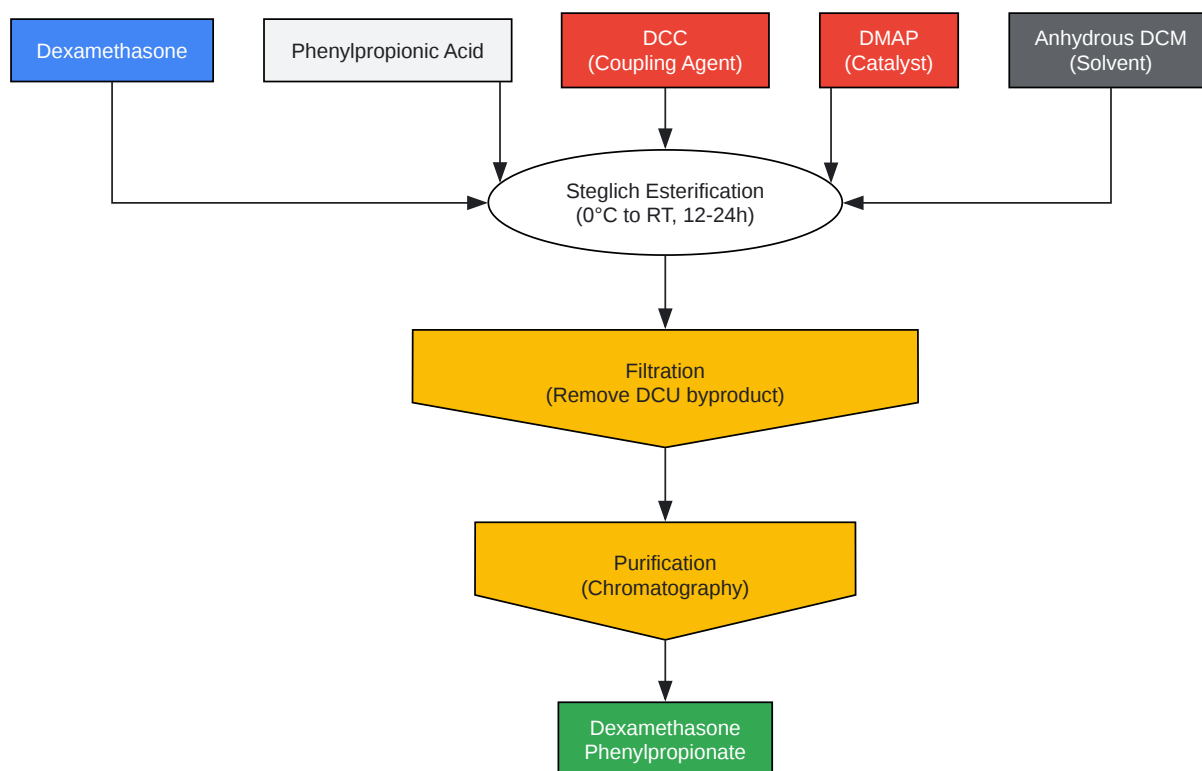 Dexamethasone
Phenylpropionic Acid
DCC
(Coupling Agent)
DMAP
(Catalyst)
Anhydrous DCM
(Solvent)
Steglich Esterification
(0°C to RT, 12-24h)
Filtration
(Remove DCU byproduct)
Purification
(Chromatography)
Dexamethasone
Phenylpropionate